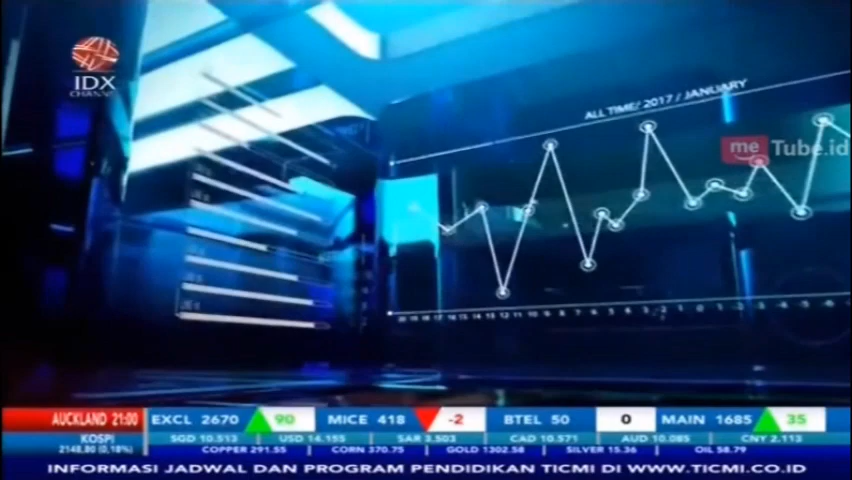 IDX
CHANNEL
ALL TIME/ 2017 / JANUARY
me Tube.id
AUCKLAND 21:00 EXCL 2670 90 MICE 418 -2 BTEL 50 0 MAIN 1685 35
KOSPI SGD 10.513 USD 14.155 SAR 3.503 CAD 10.571 AUD 10.085 CNY 2.113
2148,80 (0,18%) COPPER 291.55 CORN 370.75 GOLD 1302.58 SILVER 15.36 OIL 58.79
INFORMASI JADWAL DAN PROGRAM PENDIDIKAN TICMI DI WWW.TICMI.CO.ID